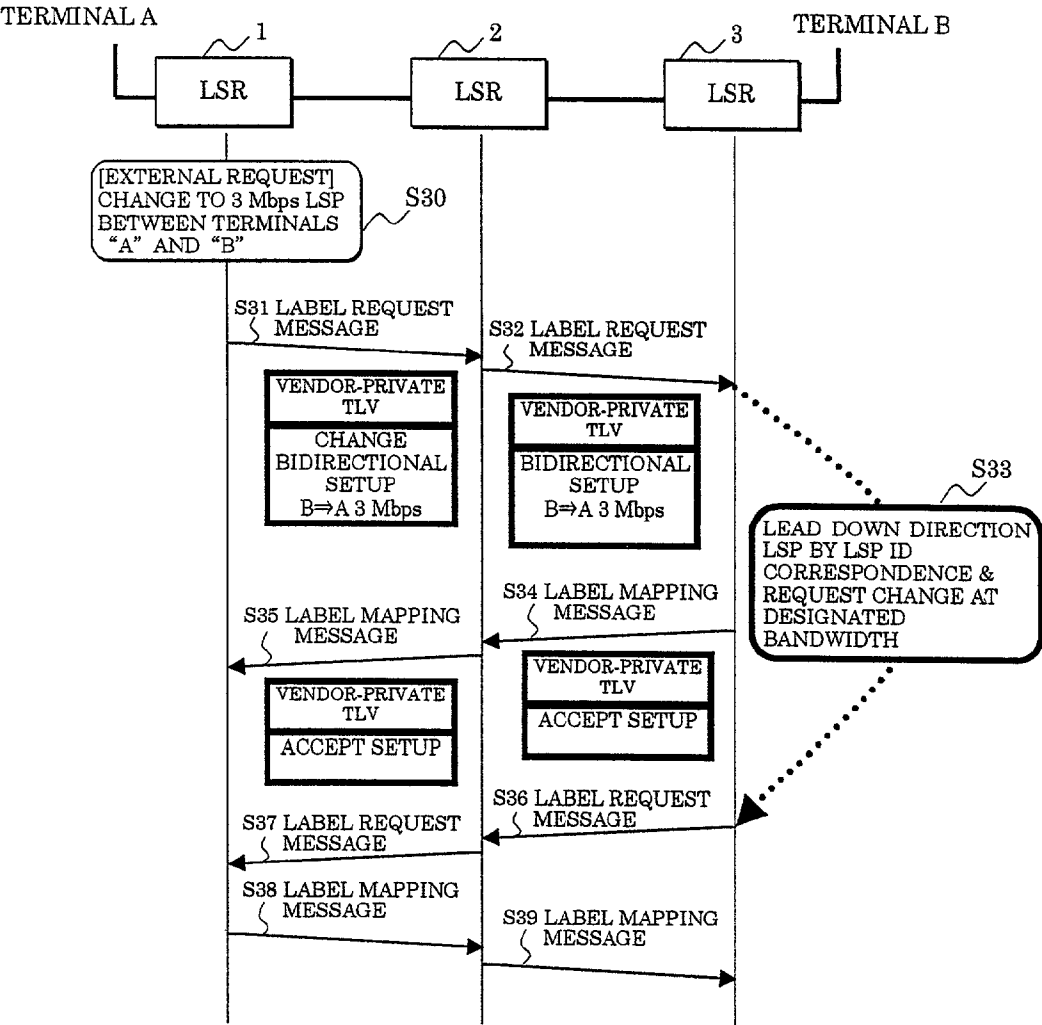 TERMINAL A
1
2
3
TERMINAL B
LSR
LSR
LSR
[EXTERNAL REQUEST]
CHANGE TO 3 Mbps LSP
BETWEEN TERMINALS
"A" AND "B"
S30
S31 LABEL REQUEST
MESSAGE
S32 LABEL REQUEST
MESSAGE
VENDOR-PRIVATE
TLV
CHANGE
BIDIRECTIONAL
SETUP
B⇒A 3 Mbps
VENDOR-PRIVATE
TLV
BIDIRECTIONAL
SETUP
B⇒A 3 Mbps
S33
LEAD DOWN DIRECTION
LSP BY LSP ID
CORRESPONDENCE &
REQUEST CHANGE AT
DESIGNATED
BANDWIDTH
S34 LABEL MAPPING
MESSAGE
S35 LABEL MAPPING
MESSAGE
VENDOR-PRIVATE
TLV
ACCEPT SETUP
VENDOR-PRIVATE
TLV
ACCEPT SETUP
S36 LABEL REQUEST
MESSAGE
S37 LABEL REQUEST
MESSAGE
S38 LABEL MAPPING
MESSAGE
S39 LABEL MAPPING
MESSAGE